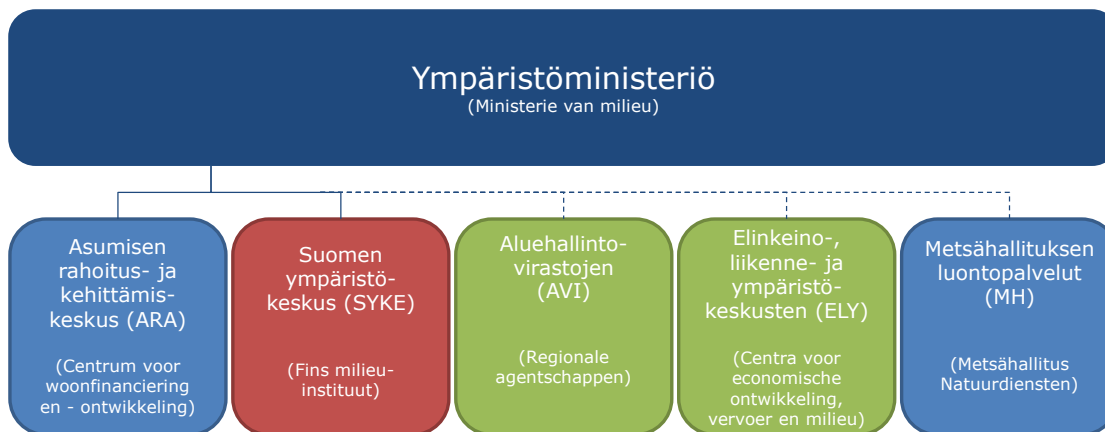 Ympäristöministeriö
(Ministerie van milieu)
Asumisen
rahoitus- ja
kehittämis-
keskus (ARA)
(Centrum voor
woonfinanciering
en - ontwikkeling)
Suomen
ympäristö-
keskus (SYKE)
(Fins milieu-
instituut)
Aluehallinto-
virastojen
(AVI)
(Regionale
agentschappen)
Elinkeino-,
liikenne- ja
ympäristö-
keskusten (ELY)
(Centra voor
economische
ontwikkeling,
vervoer en milieu)
Metsähallituksen
luontopalvelut
(MH)
(Metsähallitus
Natuurdiensten)